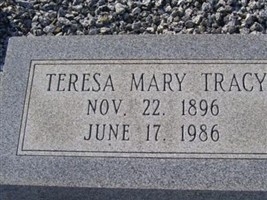 TERESA MARY TRACY
NOV. 22. 1896
JUNE 17. 1986